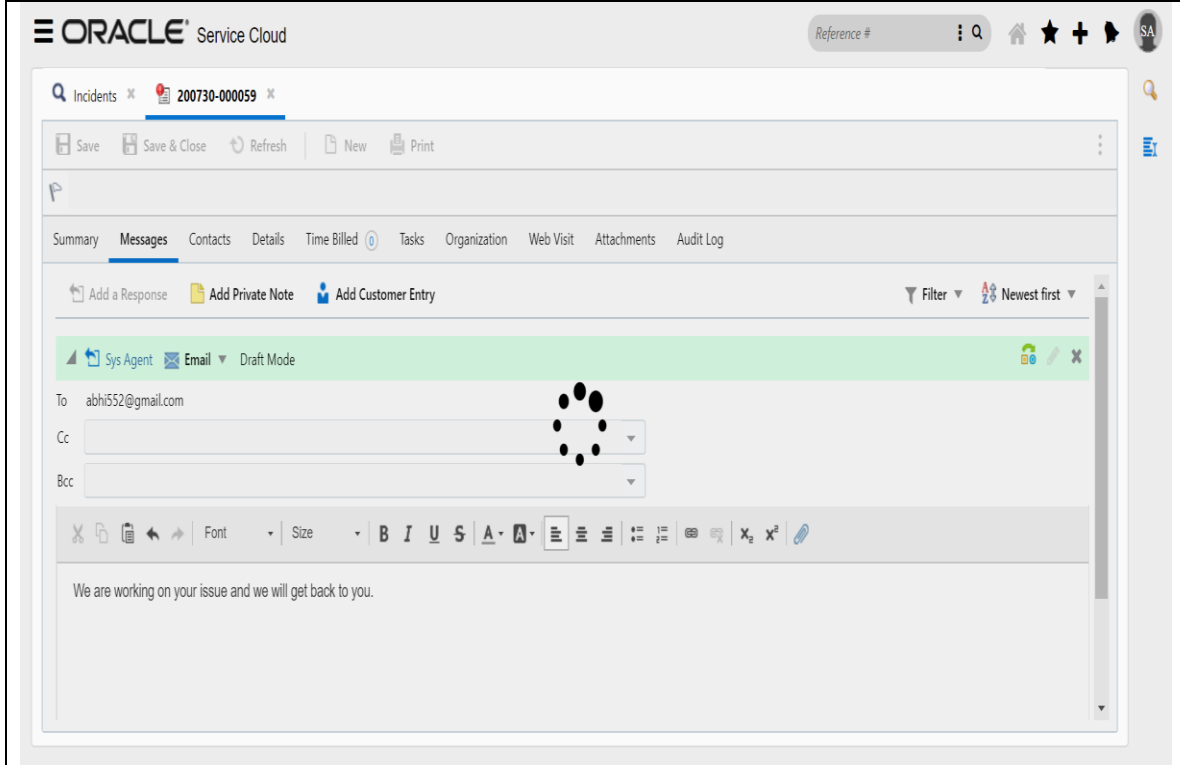 ORACLE Service Cloud Reference # SA
Incidents 200730-000059
Save Save & Close Refresh New Print
Summary Messages Contacts Details Time Billed 0 Tasks Organization Web Visit Attachments Audit Log
Add a Response Add Private Note Add Customer Entry Filter Newest first
Sys Agent Email Draft Mode
To abhi552@gmail.com
Cc
Bcc
Font Size B I U S A A X₂ X²
We are working on your issue and we will get back to you.